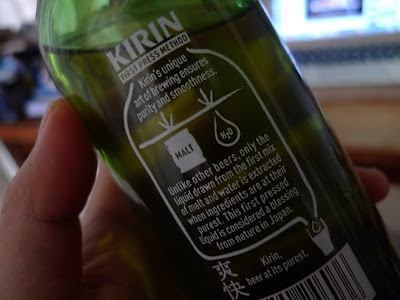 KIRIN
FIRST PRESS METHOD
Kirin's unique
art of brewing ensures
purity and smoothness.
MALT
H₂O
Unlike other beers, only the
liquid drawn from the first mix
of malt and water is extracted
when ingredients are at their
purest. This first pressed
liquid is considered a blessing
from nature in Japan.
Kirin,
beer at its purest.
爽快